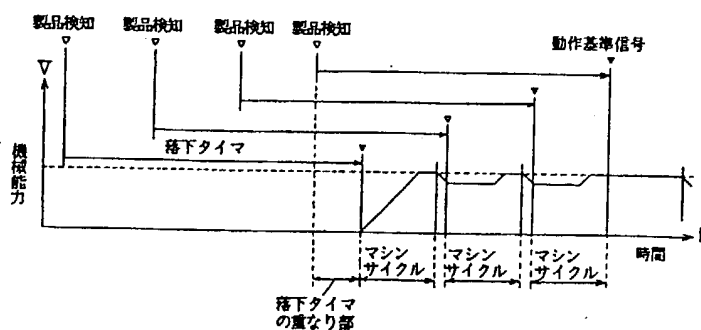 製品検知
製品検知
製品検知
製品検知
動作基準信号
落下タイマ
機械能力
時間
マシン
サイクル
マシン
サイクル
マシン
サイクル
落下タイマ
の重なり部